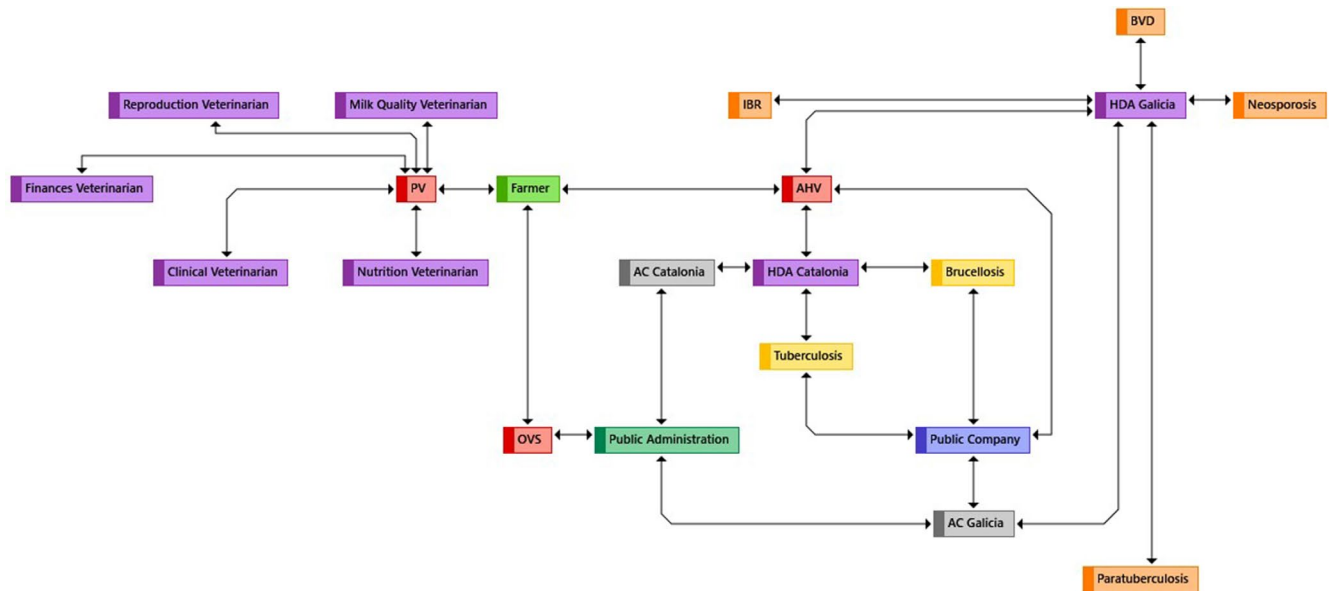 BVD
Reproduction Veterinarian
Milk Quality Veterinarian
IBR
HDA Galicia
Neosporosis
Finances Veterinarian
PV
Farmer
AHV
Clinical Veterinarian
Nutrition Veterinarian
AC Catalonia
HDA Catalonia
Brucellosis
Tuberculosis
OVS
Public Administration
Public Company
AC Galicia
Paratuberculosis